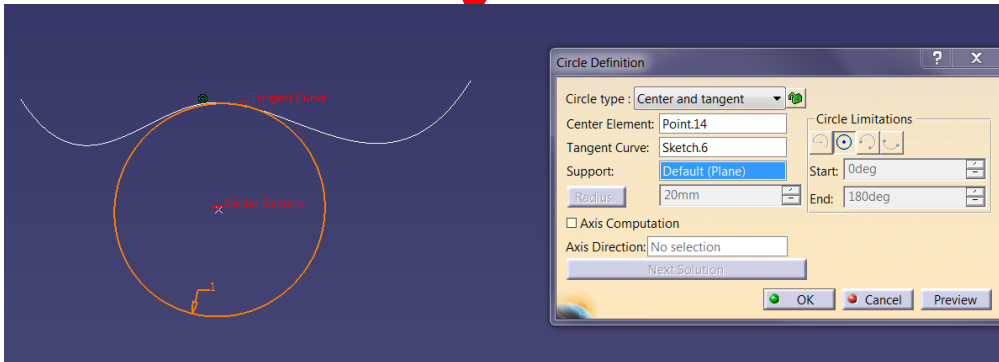 Tangent Curve
Center Element
1
Circle Definition
? X
Circle type : Center and tangent
Center Element: Point.14
Tangent Curve: Sketch.6
Support: Default (Plane)
Radius: 20mm
Circle Limitations
Start: 0deg
End: 180deg
Axis Computation
Axis Direction: No selection
Next Solution
OK Cancel Preview